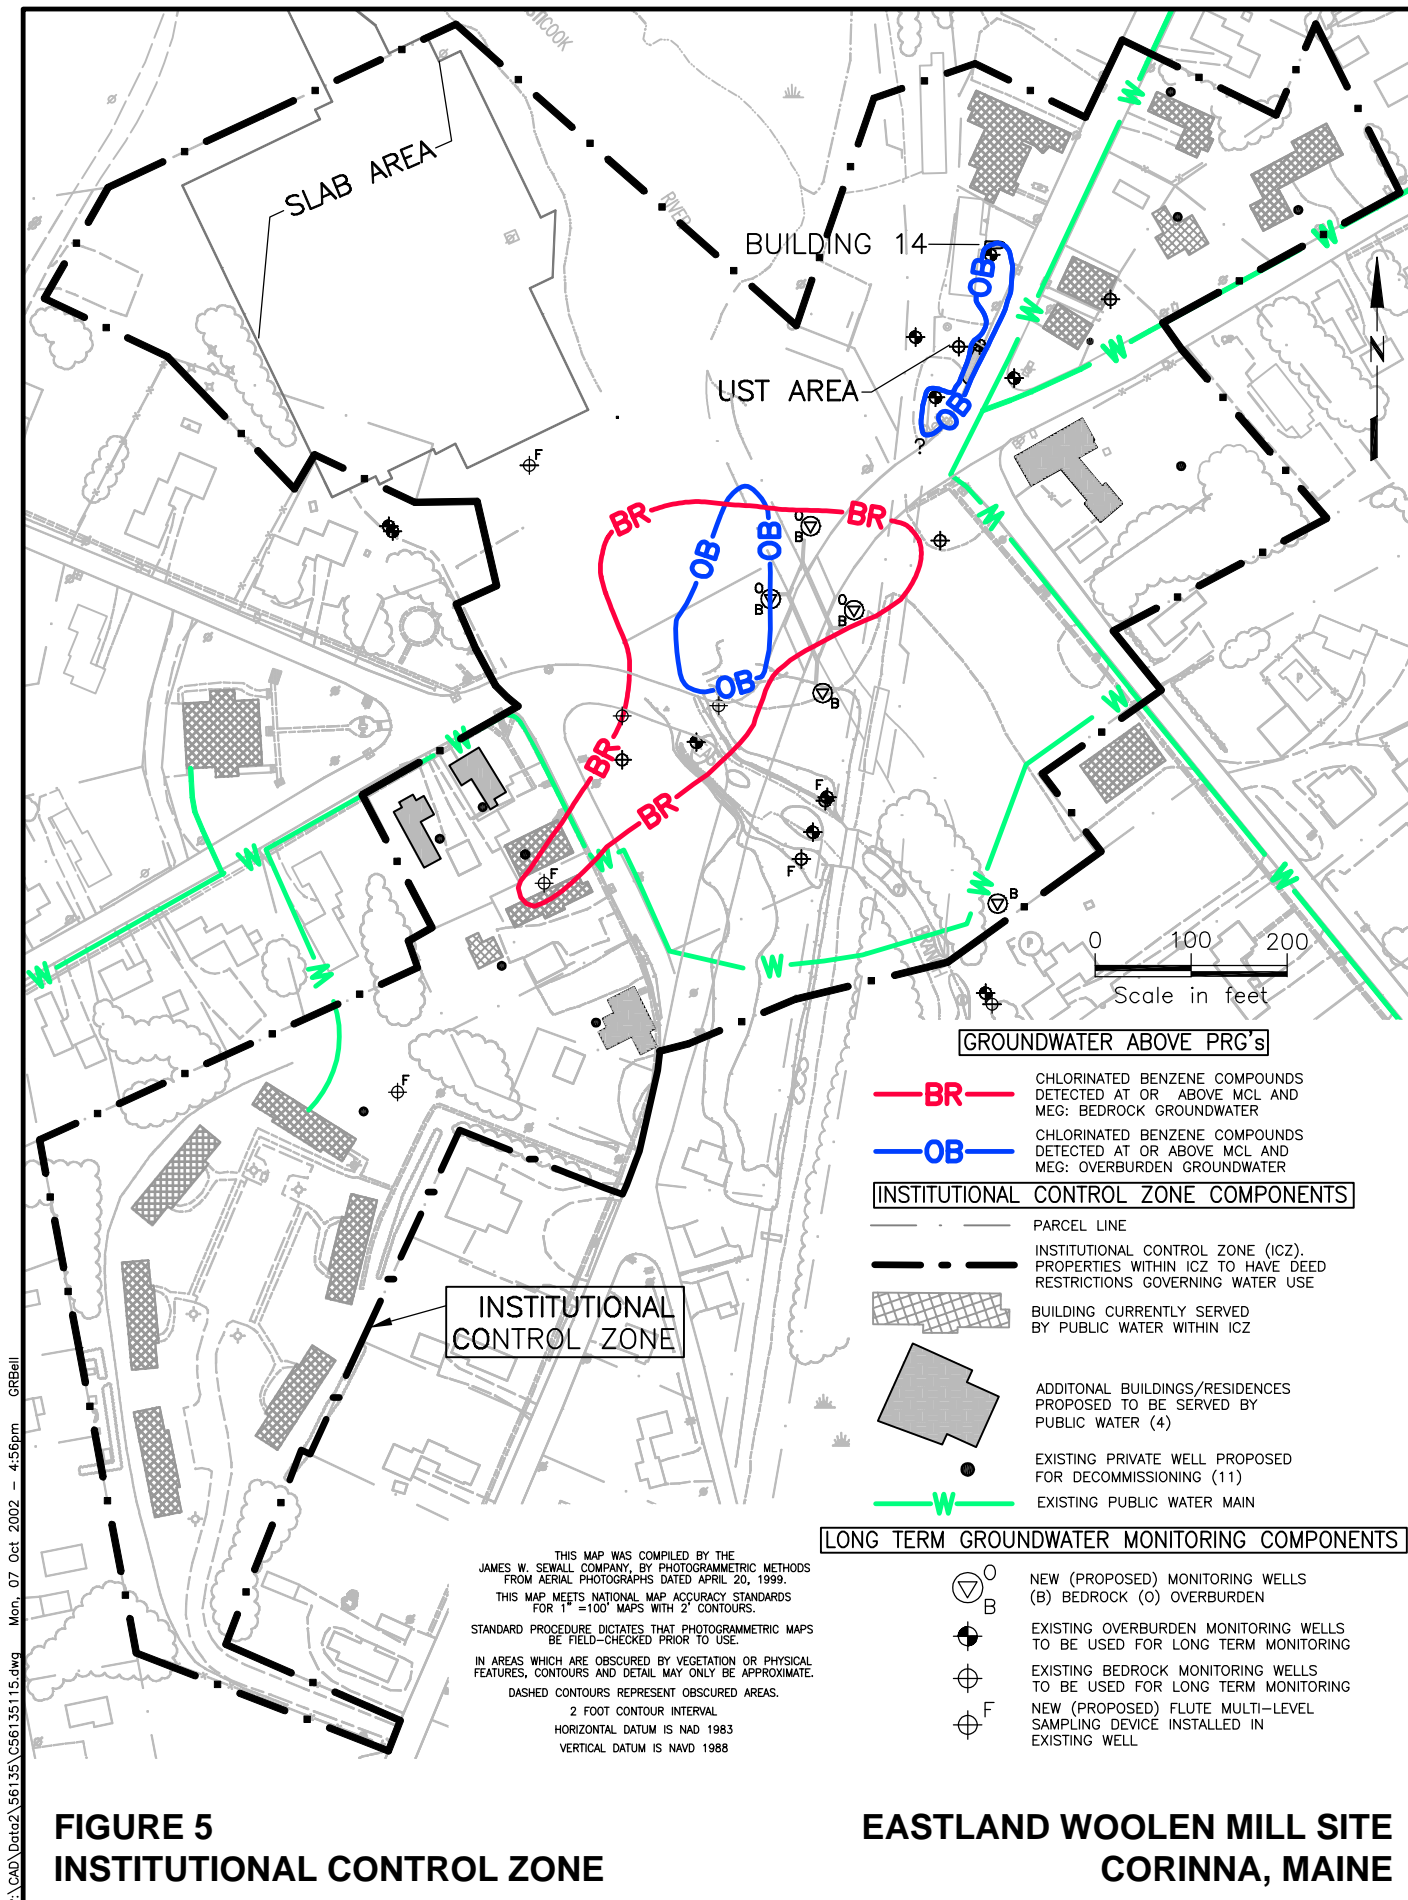 SLAB AREA
RIVER
BUILDING 14
UST AREA
?
N
OB
OB
OB
OB
OB
BR
BR
BR
BR
W
W
W
W
W
W
W
W
W
W
W
W
W
W
O
B
O
B
O
B
B
B
F
F
F
F
F
P
P
0 100 200
Scale in feet
INSTITUTIONAL
CONTROL ZONE
GROUNDWATER ABOVE PRG's
BR
CHLORINATED BENZENE COMPOUNDS
DETECTED AT OR ABOVE MCL AND
MEG: BEDROCK GROUNDWATER
OB
CHLORINATED BENZENE COMPOUNDS
DETECTED AT OR ABOVE MCL AND
MEG: OVERBURDEN GROUNDWATER
INSTITUTIONAL CONTROL ZONE COMPONENTS
PARCEL LINE
INSTITUTIONAL CONTROL ZONE (ICZ).
PROPERTIES WITHIN ICZ TO HAVE DEED
RESTRICTIONS GOVERNING WATER USE
BUILDING CURRENTLY SERVED
BY PUBLIC WATER WITHIN ICZ
ADDITONAL BUILDINGS/RESIDENCES
PROPOSED TO BE SERVED BY
PUBLIC WATER (4)
EXISTING PRIVATE WELL PROPOSED
FOR DECOMMISSIONING (11)
W
EXISTING PUBLIC WATER MAIN
LONG TERM GROUNDWATER MONITORING COMPONENTS
O
B
NEW (PROPOSED) MONITORING WELLS
(B) BEDROCK (O) OVERBURDEN
EXISTING OVERBURDEN MONITORING WELLS
TO BE USED FOR LONG TERM MONITORING
EXISTING BEDROCK MONITORING WELLS
TO BE USED FOR LONG TERM MONITORING
F
NEW (PROPOSED) FLUTE MULTI-LEVEL
SAMPLING DEVICE INSTALLED IN
EXISTING WELL
THIS MAP WAS COMPILED BY THE
JAMES W. SEWALL COMPANY, BY PHOTOGRAMMETRIC METHODS
FROM AERIAL PHOTOGRAPHS DATED APRIL 20, 1999.
THIS MAP MEETS NATIONAL MAP ACCURACY STANDARDS
FOR 1" =100' MAPS WITH 2' CONTOURS.
STANDARD PROCEDURE DICTATES THAT PHOTOGRAMMETRIC MAPS
BE FIELD-CHECKED PRIOR TO USE.
IN AREAS WHICH ARE OBSCURED BY VEGETATION OR PHYSICAL
FEATURES, CONTOURS AND DETAIL MAY ONLY BE APPROXIMATE.
DASHED CONTOURS REPRESENT OBSCURED AREAS.
2 FOOT CONTOUR INTERVAL
HORIZONTAL DATUM IS NAD 1983
VERTICAL DATUM IS NAVD 1988
:\CAD\Data2\56135\C56135115.dwg Mon, 07 Oct 2002 - 4:56pm GRBell
FIGURE 5
INSTITUTIONAL CONTROL ZONE
EASTLAND WOOLEN MILL SITE
CORINNA, MAINE